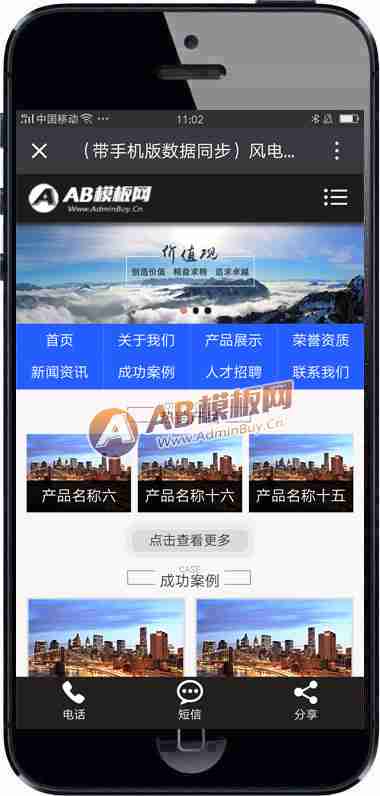 中国移动 11:02
（带手机版数据同步）风电...
AB模板网
Www.AdminBuy.Cn
价值观
创造价值 精益求精 追求卓越
首页 关于我们 产品展示 荣誉资质
新闻资讯 成功案例 人才招聘 联系我们
AB模板网
www.AdminBuy.Cn
产品名称六 产品名称十六 产品名称十五
点击查看更多
CASE
成功案例
电话 短信 分享